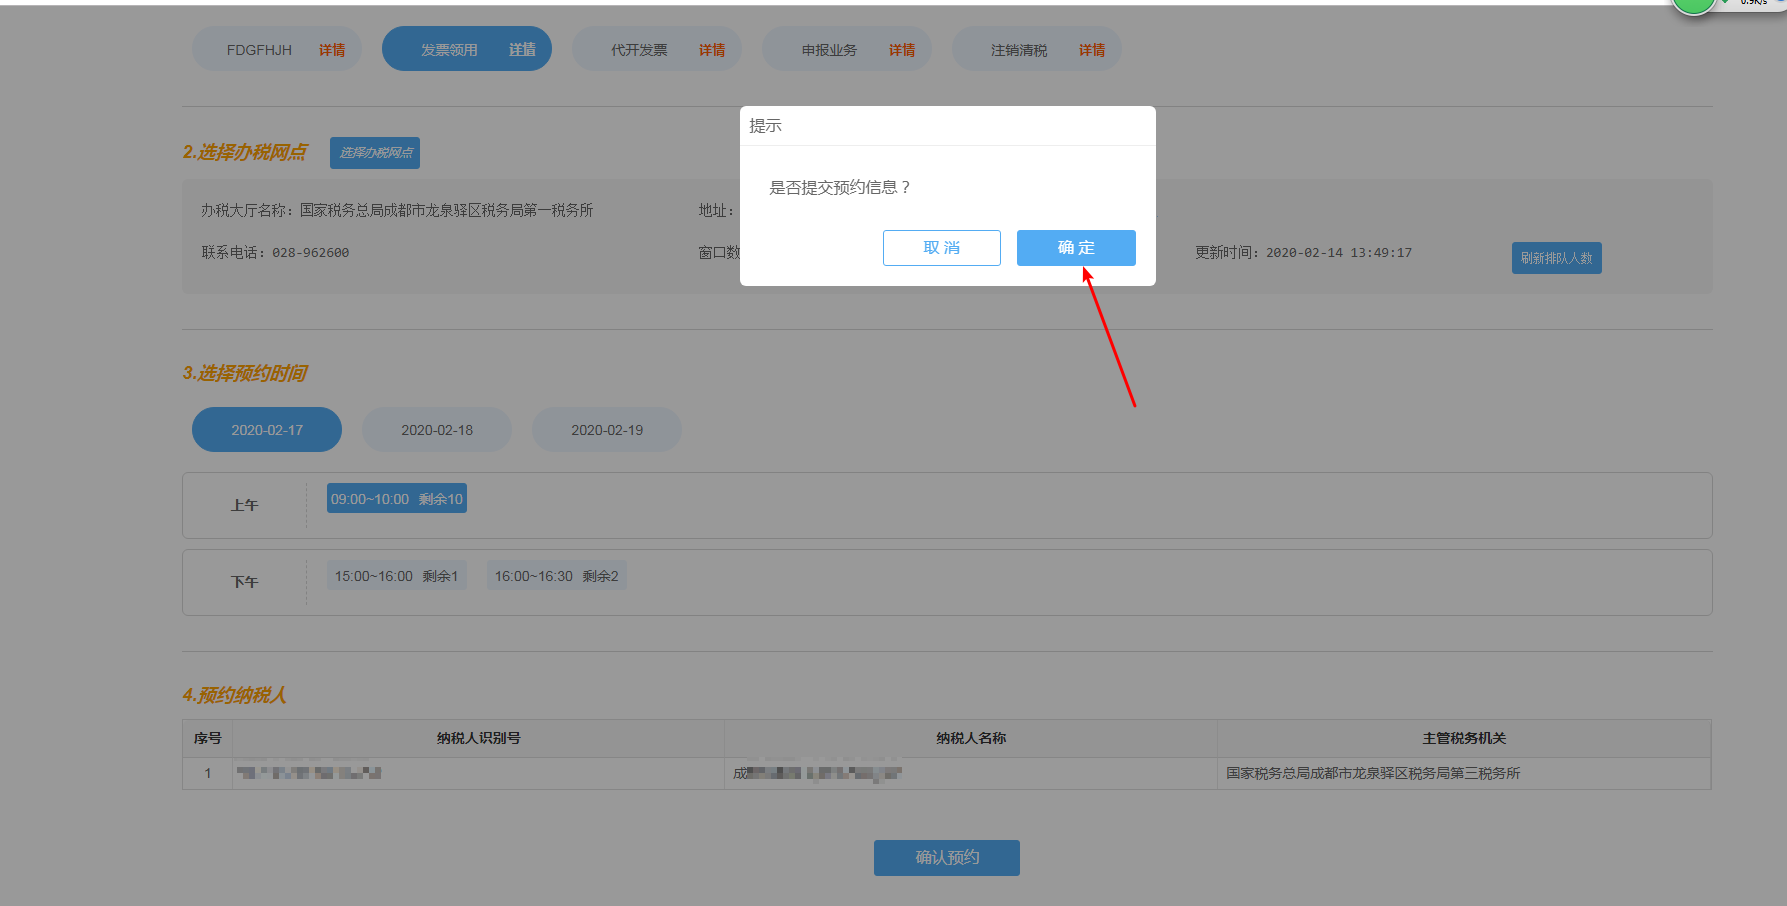 0.9K/s
FDGFHJH 详情
发票领用 详情
代开发票 详情
申报业务 详情
注销清税 详情
提示
是否提交预约信息？
取 消
确 定
2.选择办税网点 选择办税网点
办税大厅名称：国家税务总局成都市龙泉驿区税务局第一税务所 地址：
联系电话：028-962600 窗口数 更新时间：2020-02-14 13:49:17 刷新排队人数
3.选择预约时间
2020-02-17 2020-02-18 2020-02-19
上午 09:00~10:00 剩余10
下午 15:00~16:00 剩余1 16:00~16:30 剩余2
4.预约纳税人
序号 纳税人识别号 纳税人名称 主管税务机关
1 成 国家税务总局成都市龙泉驿区税务局第三税务所
确认预约